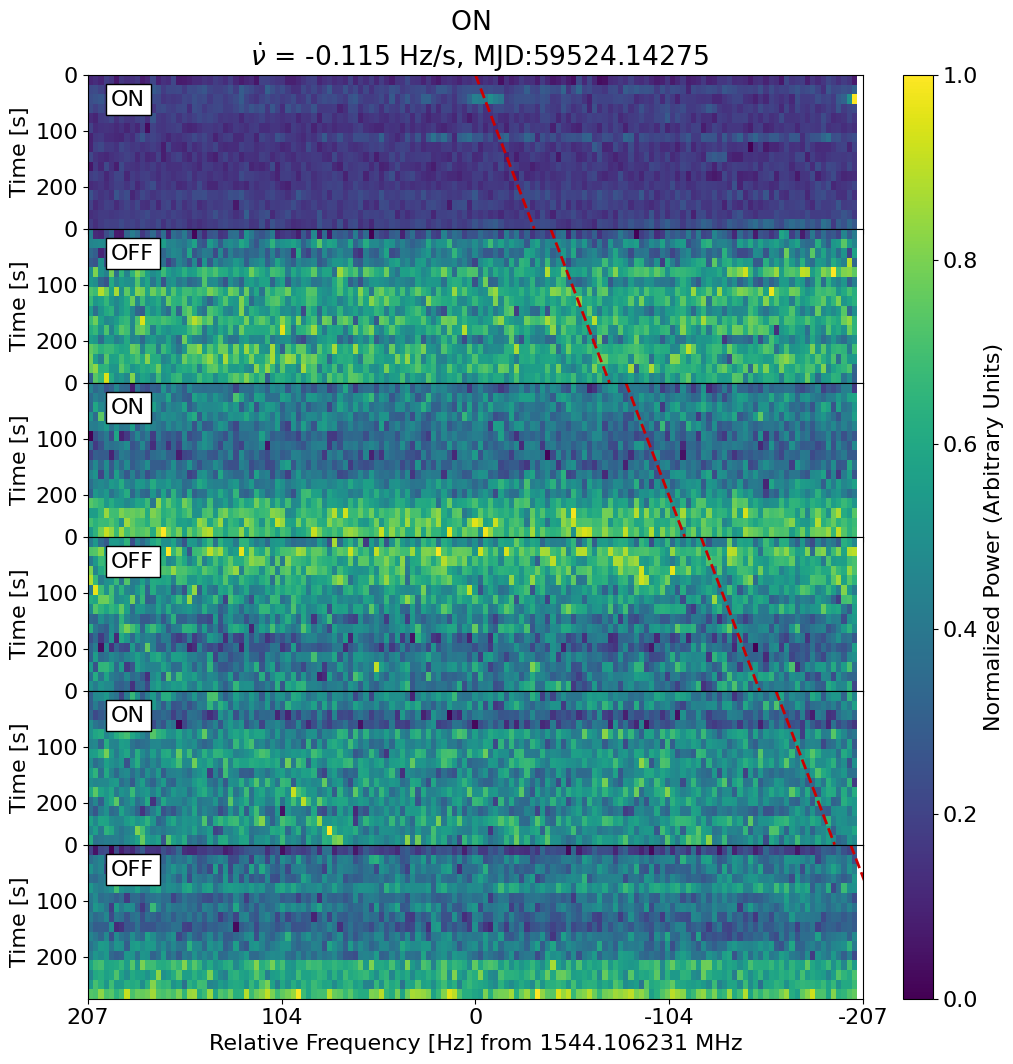 ON
ν̇ = -0.115 Hz/s, MJD:59524.14275
0
ON
100
200
Time [s]
0
OFF
100
200
Time [s]
0
ON
100
200
Time [s]
0
OFF
100
200
Time [s]
0
ON
100
200
Time [s]
0
OFF
100
200
Time [s]
207 104 0 -104 -207
Relative Frequency [Hz] from 1544.106231 MHz
1.0
0.8
0.6
0.4
0.2
0.0
Normalized Power (Arbitrary Units)